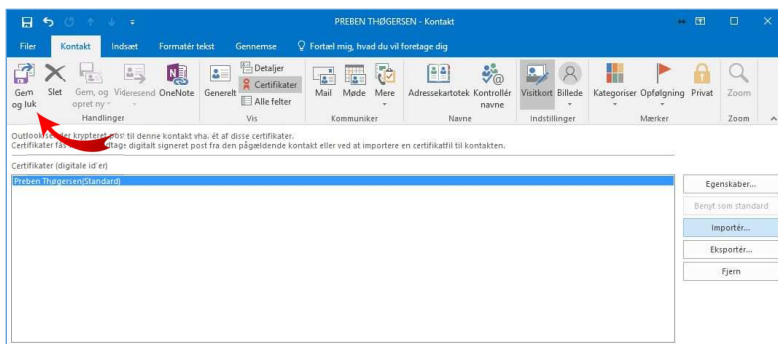 PREBEN THØGERSEN - Kontakt
Filer Kontakt Indsæt Formatér tekst Gennemse Fortæl mig, hvad du vil foretage dig
Gem og luk
Slet
Gem, og opret ny
Videresend
OneNote
Handlinger
Generelt
Detaljer
Certifikater
Alle felter
Vis
Mail
Møde
Mere
Kommuniker
Adressekartotek
Kontrollér navne
Navne
Visitkort
Billede
Indstillinger
Kategoriser
Opfølgning
Privat
Mærker
Zoom
Zoom
Outlook krypteret post til denne kontakt vha. ét af disse certifikater.
Certifikater fås digitalt signeret post fra den pågældende kontakt eller ved at importere en certifikatfil til kontakten.
Certifikater (digitale id'er)
Preben Thøgersen(Standard)
Egenskaber...
Benyt som standard
Importér...
Eksportér...
Fjern